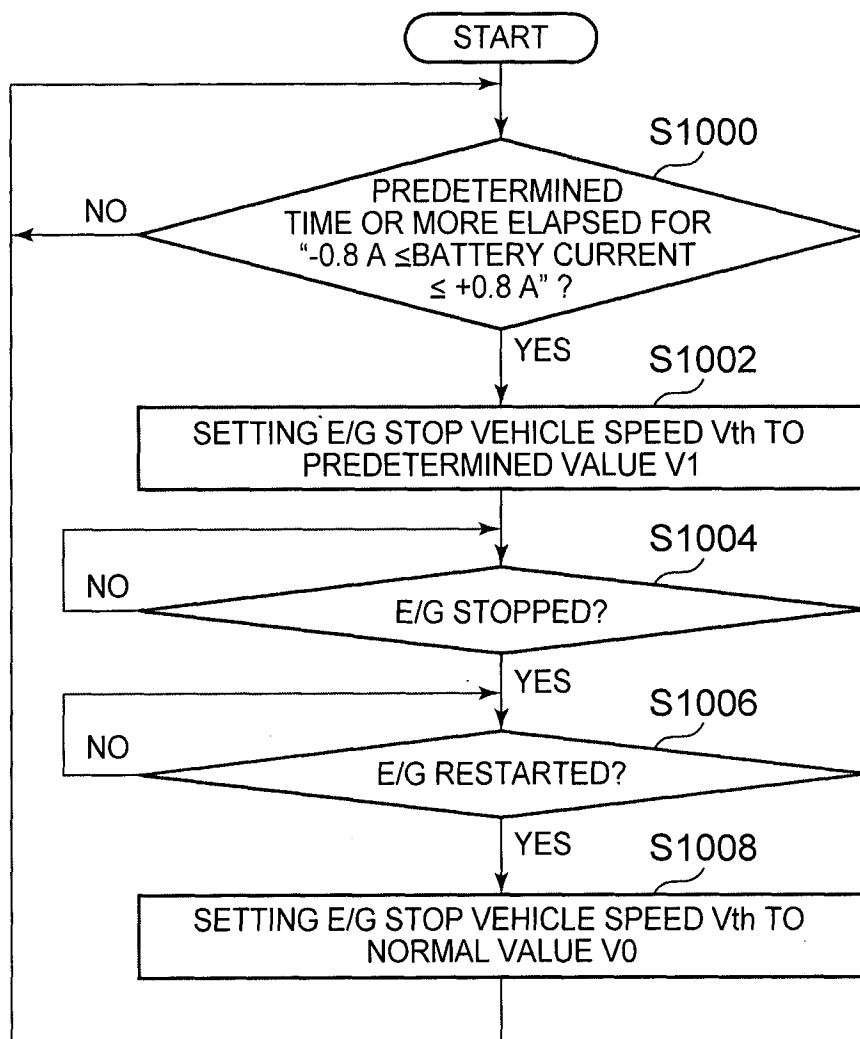 START
S1000
PREDETERMINED
TIME OR MORE ELAPSED FOR
“-0.8 A ≤BATTERY CURRENT
≤ +0.8 A” ?
NO
YES
S1002
SETTING E/G STOP VEHICLE SPEED Vth TO
PREDETERMINED VALUE V1
S1004
NO
E/G STOPPED?
YES
S1006
NO
E/G RESTARTED?
YES
S1008
SETTING E/G STOP VEHICLE SPEED Vth TO
NORMAL VALUE V0